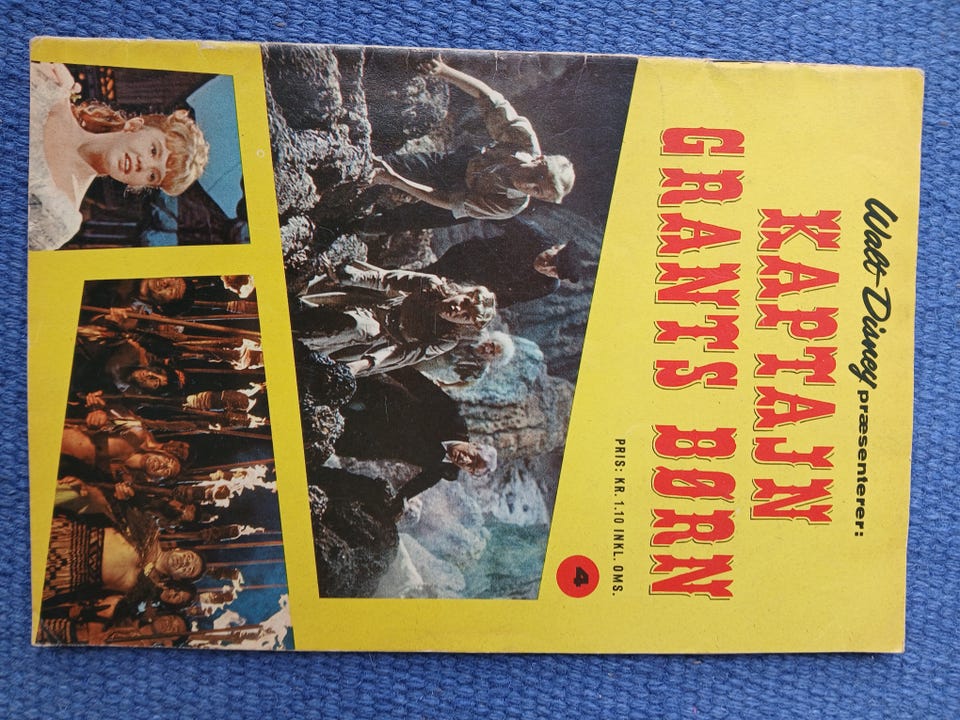 Walt Disney præsenterer:
KAPTAJN
GRANTS BØRN
PRIS: KR. 1.10 INKL. OMS.
4